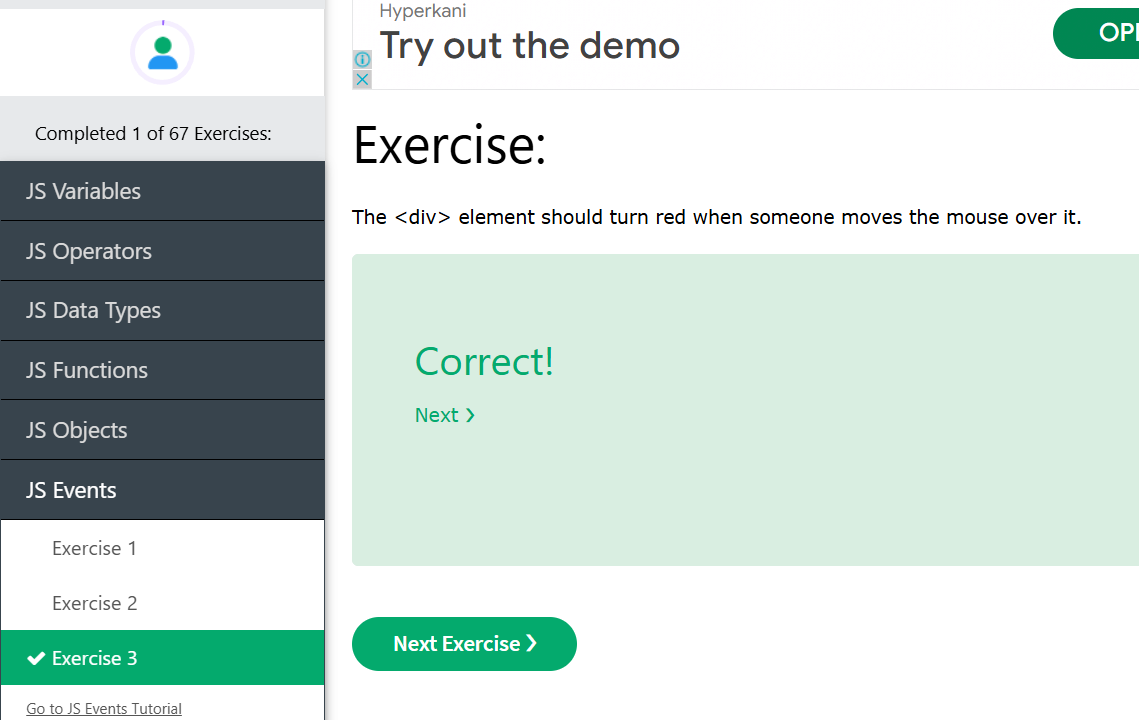 Hyperkani
Try out the demo
Completed 1 of 67 Exercises:
JS Variables
JS Operators
JS Data Types
JS Functions
JS Objects
JS Events
Exercise 1
Exercise 2
Exercise 3
Go to JS Events Tutorial
Exercise:
The <div> element should turn red when someone moves the mouse over it.
Correct!
Next ❯
Next Exercise ❯